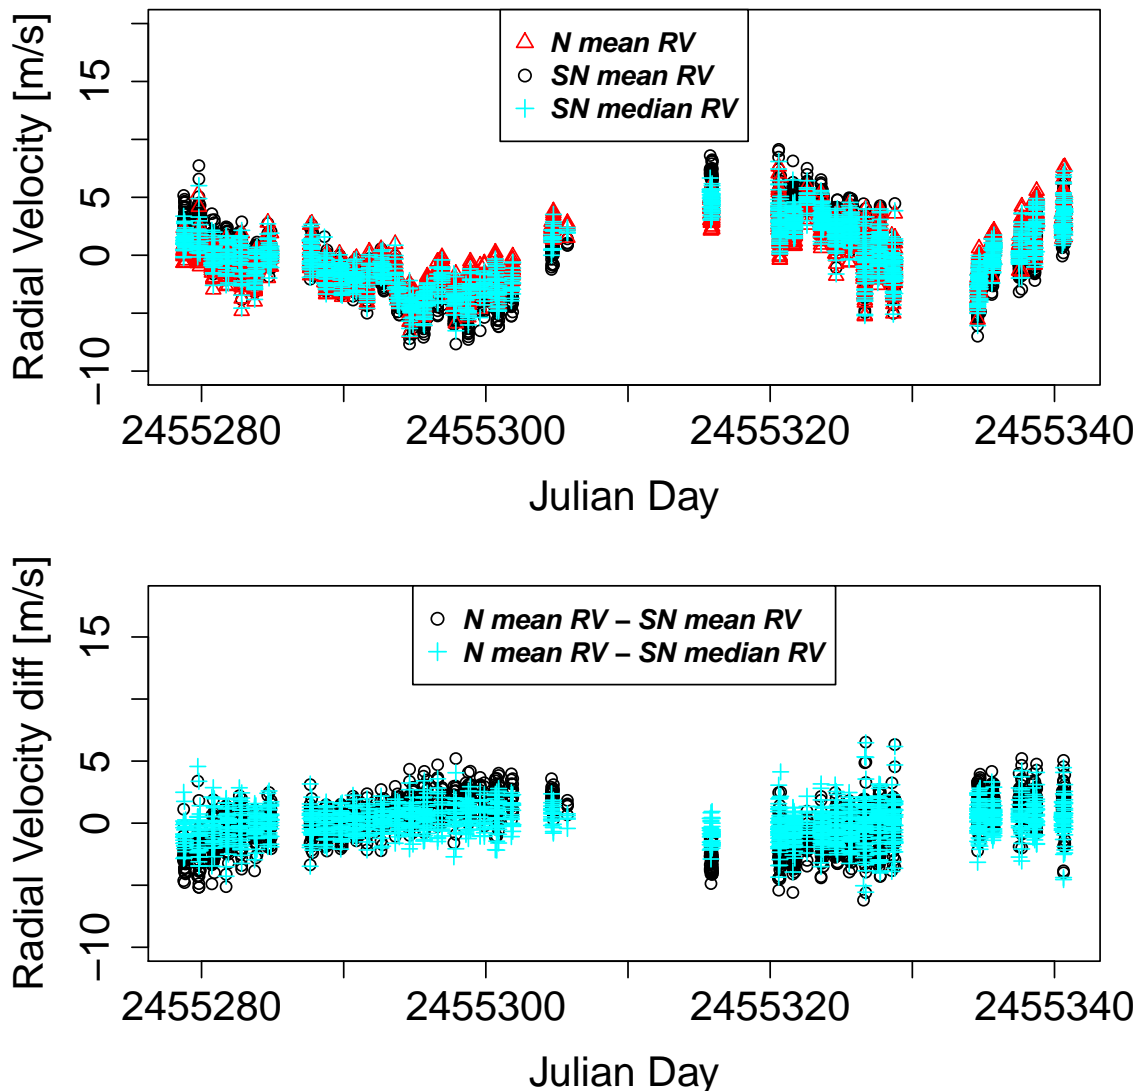 Radial Velocity [m/s]
15
5
0
−10
N mean RV
SN mean RV
SN median RV
2455280
2455300
2455320
2455340
Julian Day
Radial Velocity diff [m/s]
15
5
0
−10
N mean RV − SN mean RV
N mean RV − SN median RV
2455280
2455300
2455320
2455340
Julian Day